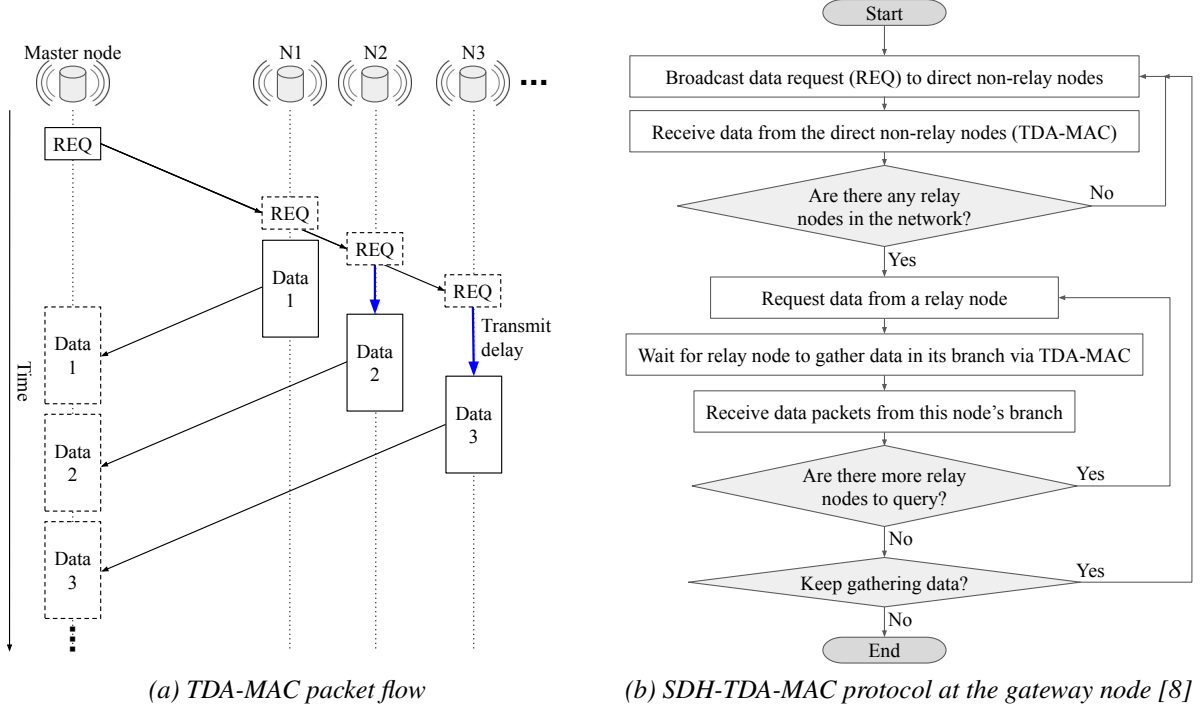 Master node
N1
N2
N3
...
REQ
REQ
REQ
REQ
Data
1
Data
2
Data
3
Transmit
delay
Data
1
Data
2
Data
3
Time
(a) TDA-MAC packet flow
Start
Broadcast data request (REQ) to direct non-relay nodes
Receive data from the direct non-relay nodes (TDA-MAC)
Are there any relay
nodes in the network?
No
Yes
Request data from a relay node
Wait for relay node to gather data in its branch via TDA-MAC
Receive data packets from this node’s branch
Are there more relay
nodes to query?
Yes
No
Keep gathering data?
Yes
No
End
(b) SDH-TDA-MAC protocol at the gateway node [8]